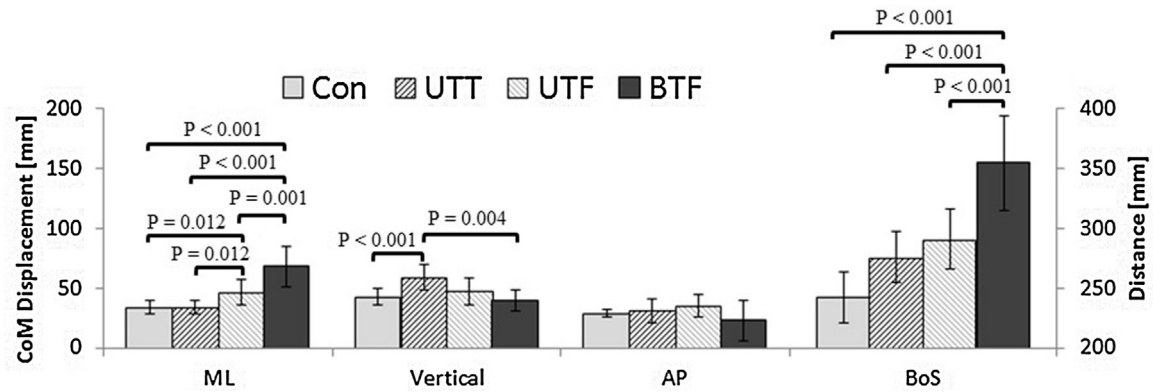 P < 0.001
P < 0.001
P < 0.001
Con UTT UTF BTF
200 400
P < 0.001
P < 0.001
150 350
P = 0.001
P = 0.012
P = 0.004
100 300
P < 0.001
P = 0.012
50 250
0 200
CoM Displacement [mm]
Distance [mm]
ML Vertical AP BoS